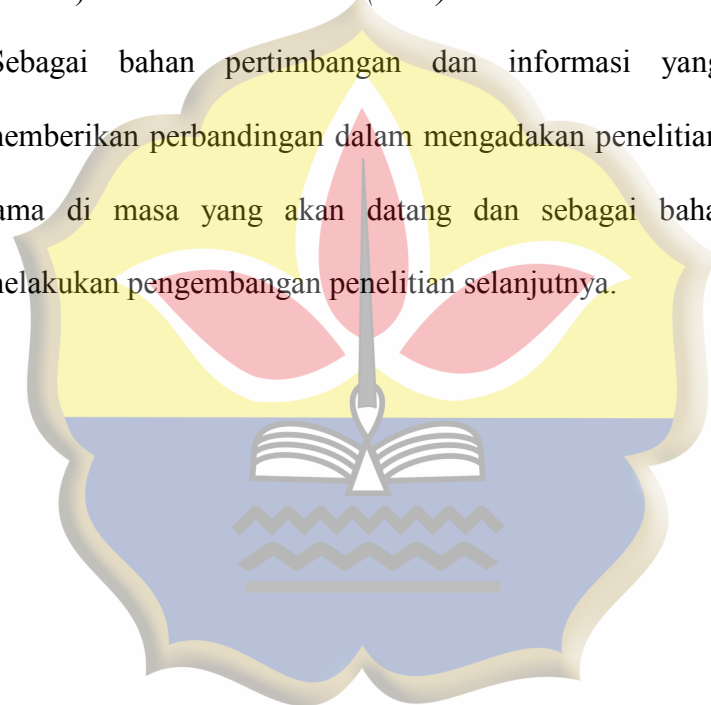 Sebagai bahan pertimbangan dan informasi yang
memberikan perbandingan dalam mengadakan penelitian
ama di masa yang akan datang dan sebagai baha
melakukan pengembangan penelitian selanjutnya.